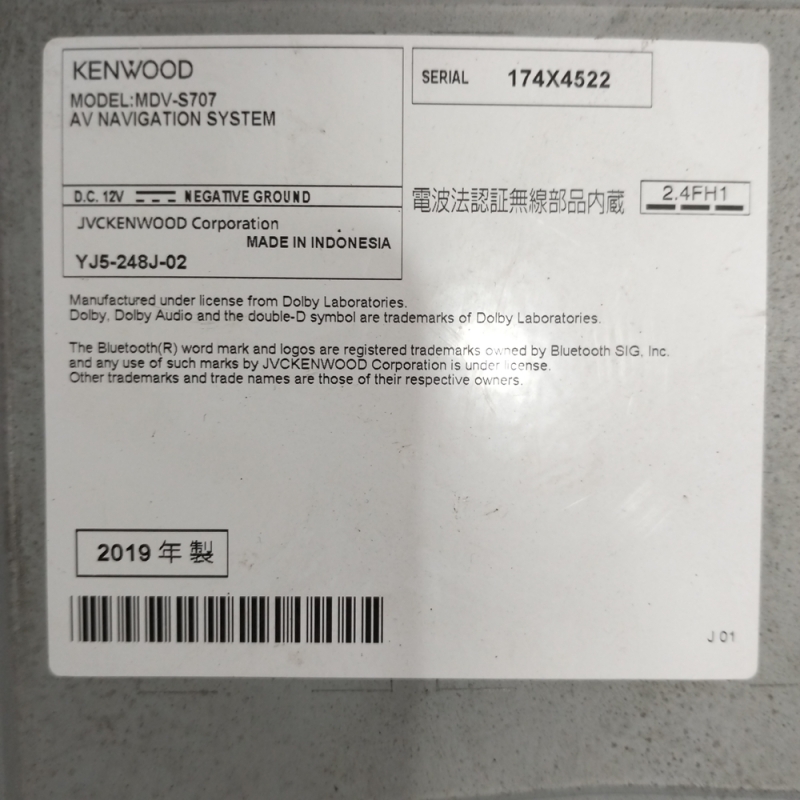 KENWOOD
MODEL:MDV-S707
AV NAVIGATION SYSTEM
SERIAL 174X4522
D.C. 12V NEGATIVE GROUND
電波法認証無線部品内蔵 2.4FH1
JVCKENWOOD Corporation
MADE IN INDONESIA
YJ5-248J-02
Manufactured under license from Dolby Laboratories.
Dolby, Dolby Audio and the double-D symbol are trademarks of Dolby Laboratories.
The Bluetooth(R) word mark and logos are registered trademarks owned by Bluetooth SIG, Inc.
and any use of such marks by JVCKENWOOD Corporation is under license.
Other trademarks and trade names are those of their respective owners.
2019 年 製
J 01